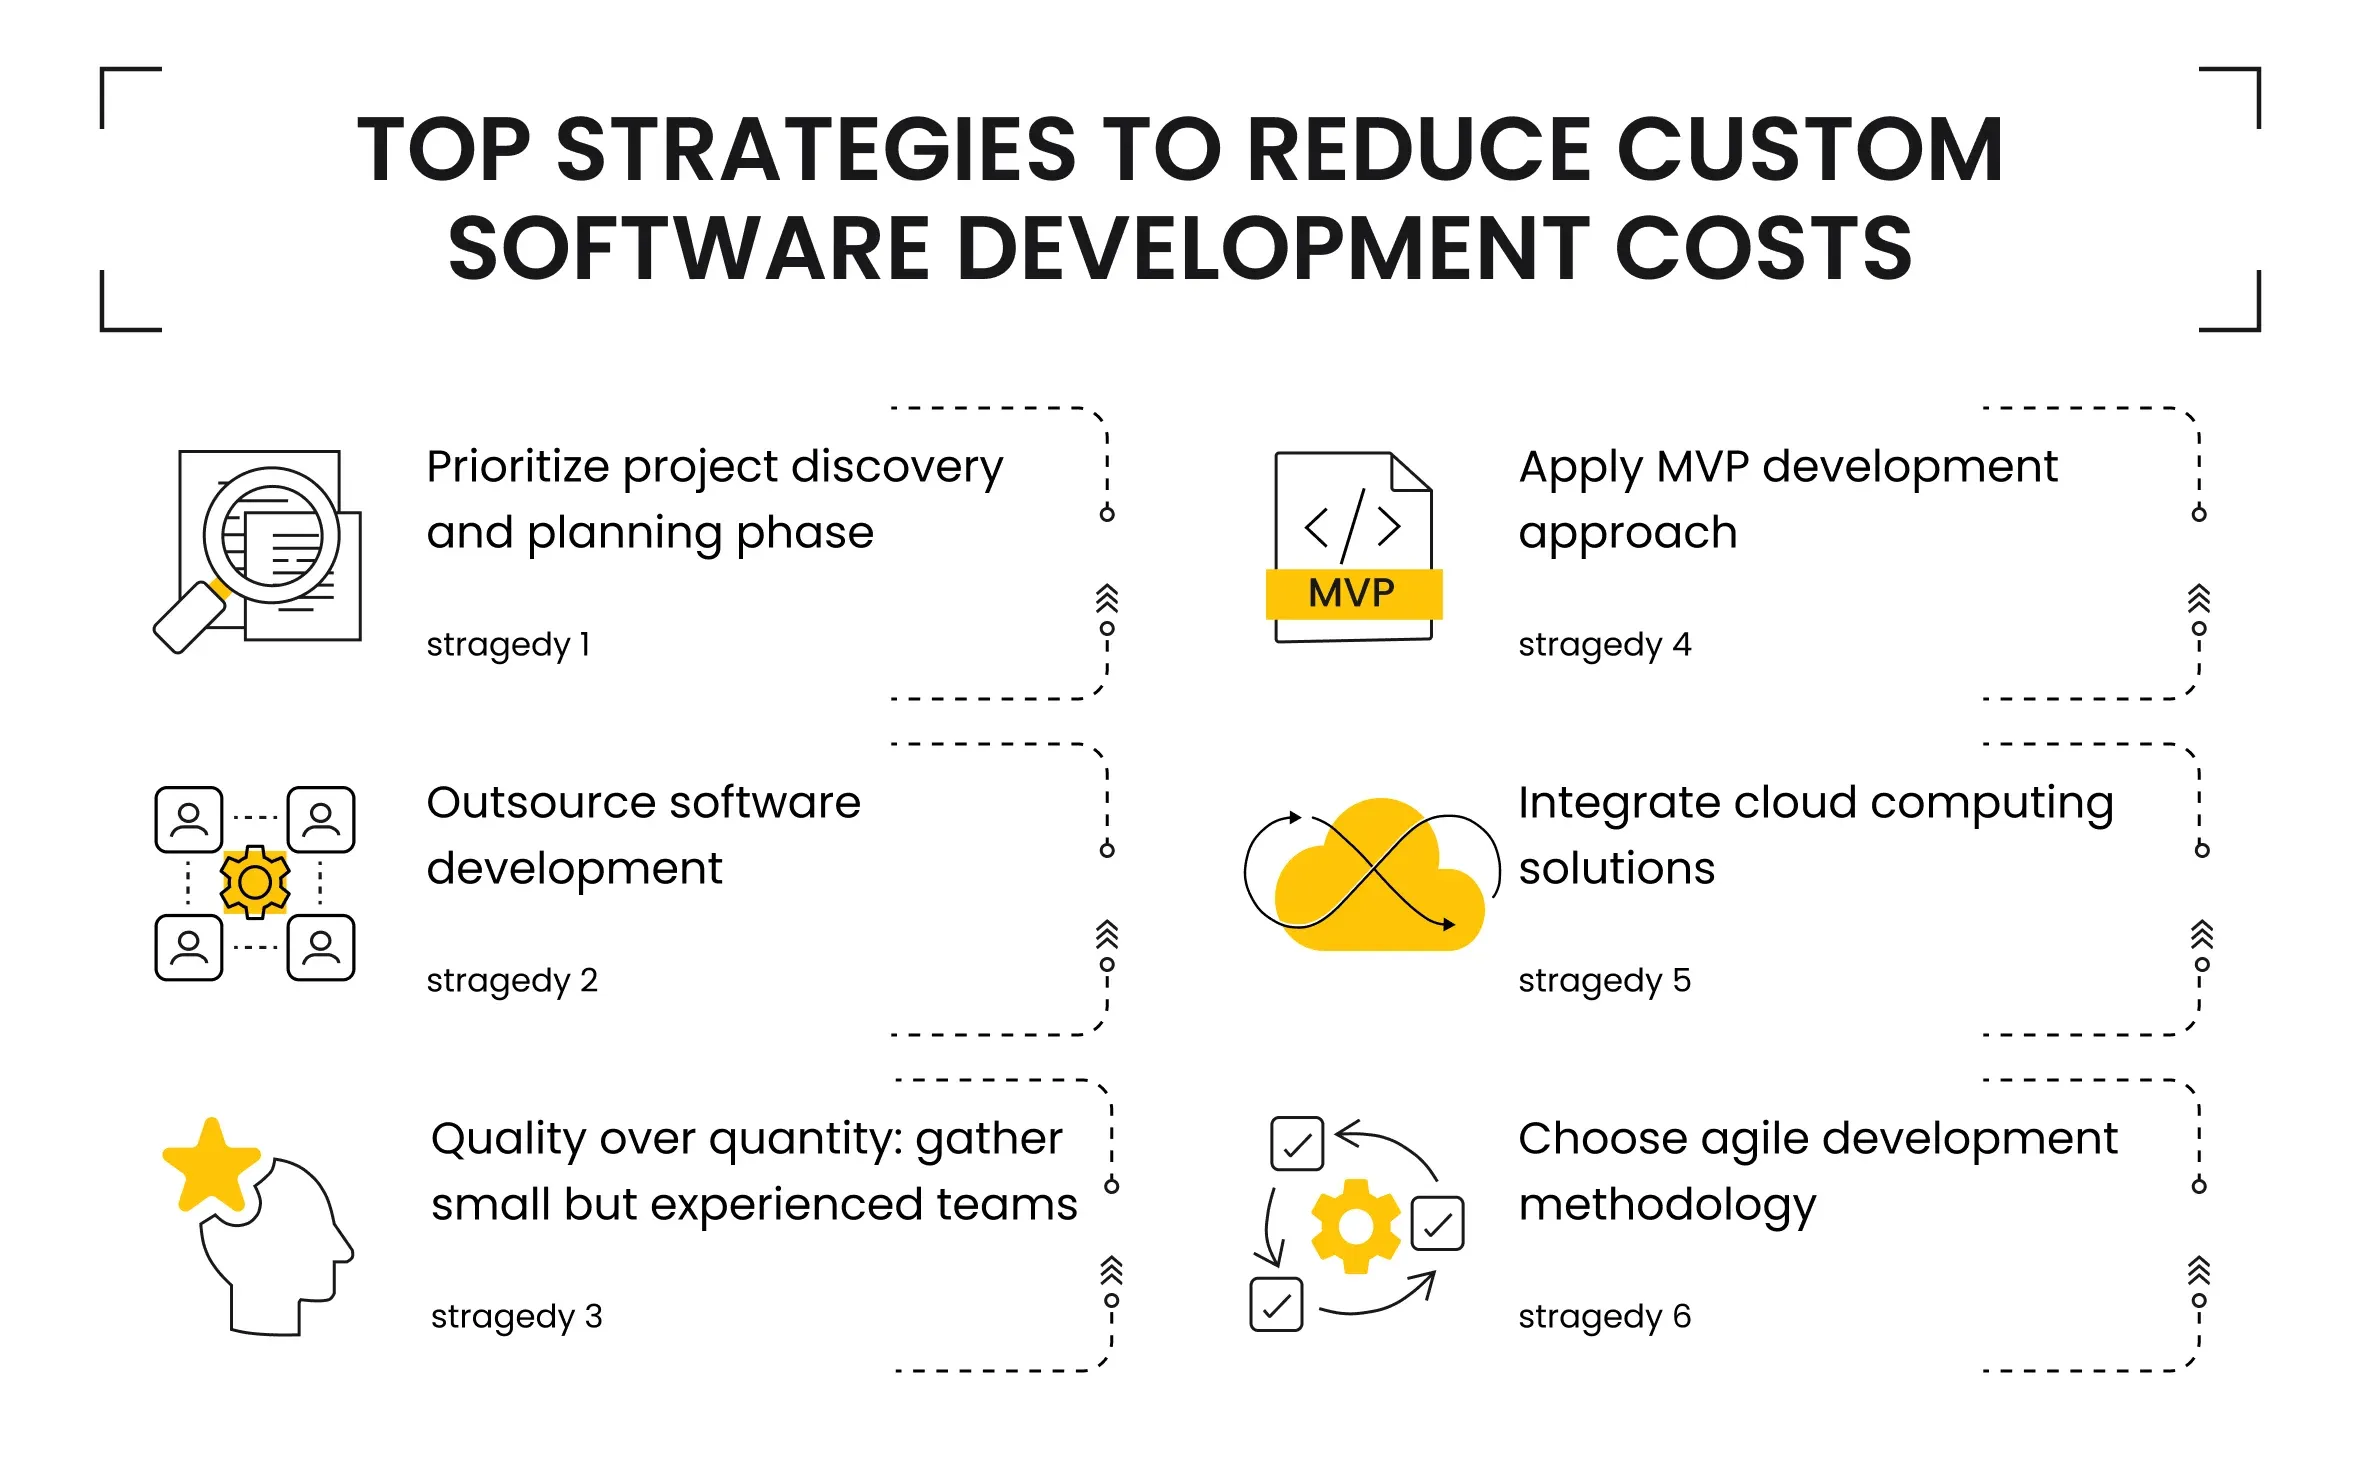 TOP STRATEGIES TO REDUCE CUSTOM
SOFTWARE DEVELOPMENT COSTS
Prioritize project discovery
and planning phase
stragedy 1
Outsource software
development
stragedy 2
Quality over quantity: gather
small but experienced teams
stragedy 3
MVP
Apply MVP development
approach
stragedy 4
Integrate cloud computing
solutions
stragedy 5
Choose agile development
methodology
stragedy 6